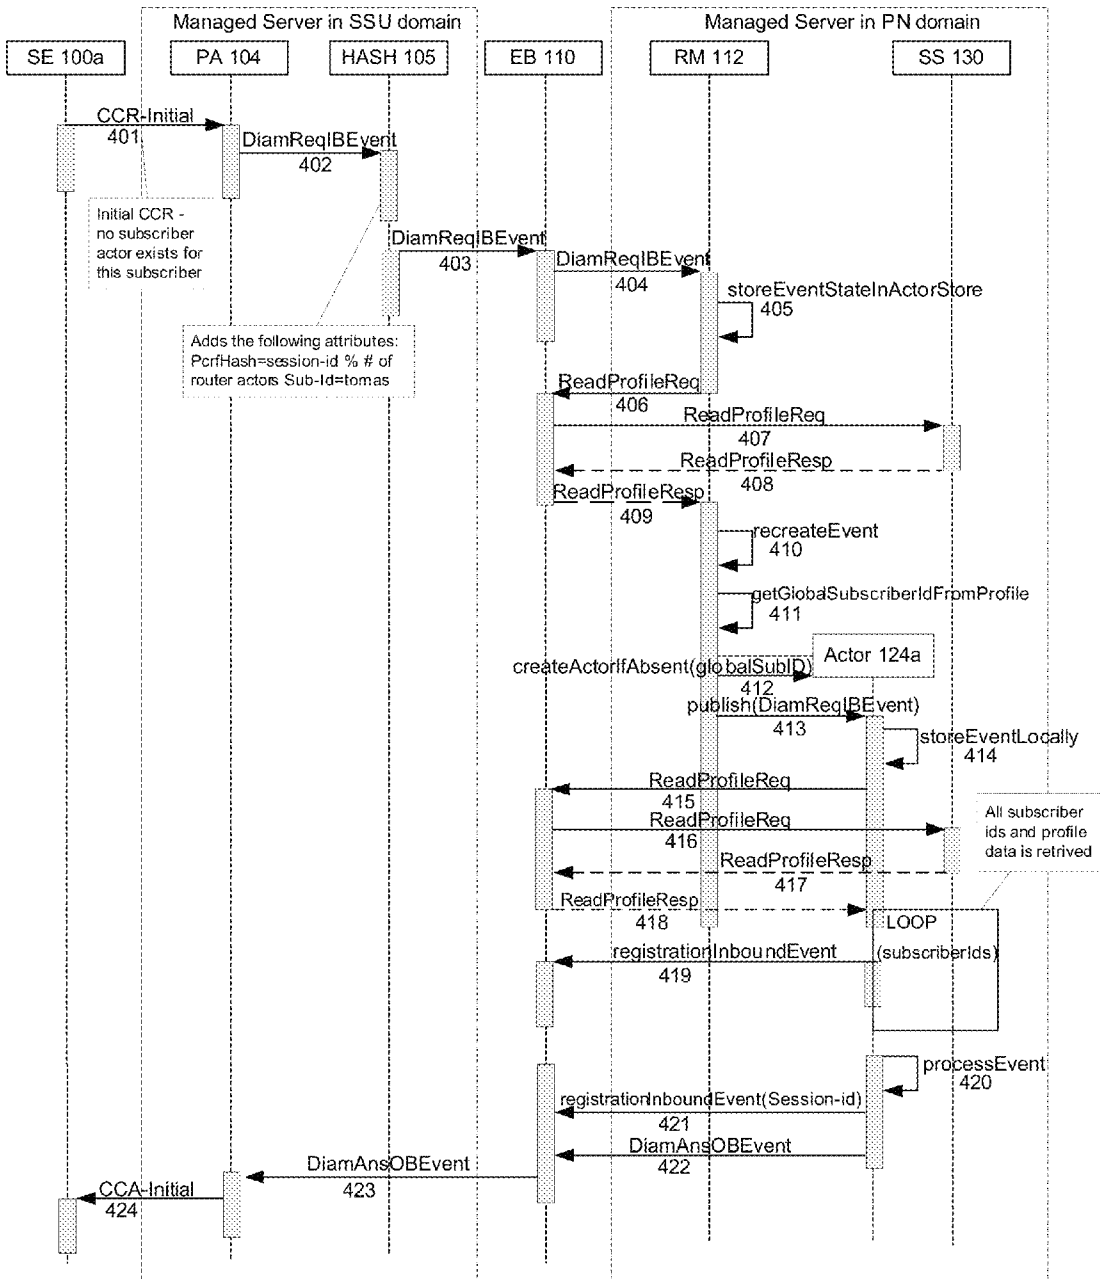 Managed Server in SSU domain
Managed Server in PN domain
SE 100a
PA 104
HASH 105
EB 110
RM 112
SS 130
CCR-Initial
401
DiamReqIBEvent
402
Initial CCR -
no subscriber
actor exists for
this subscriber
DiamReqIBEvent
403
DiamReqIBEvent
404
storeEventStateInActorStore
405
Adds the following attributes:
PcrfHash=session-id % # of
router actors Sub-Id=tomas
ReadProfileReq
406
ReadProfileReq
407
ReadProfileResp
408
ReadProfileResp
409
recreateEvent
410
getGlobalSubscriberIdFromProfile
411
Actor 124a
createActorIfAbsent(globalSubID)
412
publish(DiamReqIBEvent)
413
storeEventLocally
414
ReadProfileReq
415
ReadProfileReq
416
All subscriber
ids and profile
data is retrived
ReadProfileResp
417
ReadProfileResp
418
LOOP
(subscriberIds)
registrationInboundEvent
419
processEvent
420
registrationInboundEvent(Session-id)
421
DiamAnsOBEvent
422
DiamAnsOBEvent
423
CCA-Initial
424